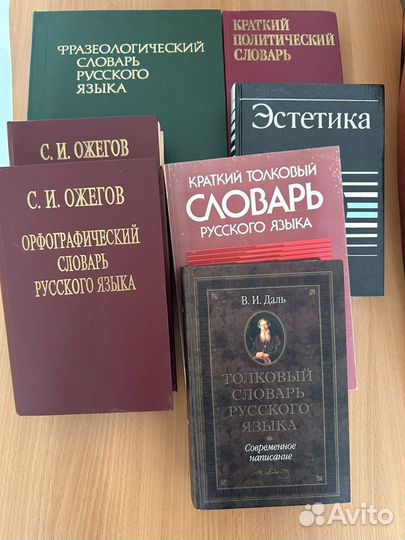 ФРАЗЕОЛОГИЧЕСКИЙ
СЛОВАРЬ
РУССКОГО
ЯЗЫКА
КРАТКИЙ
ПОЛИТИЧЕСКИЙ
СЛОВАРЬ
Эстетика
С. И. ОЖЕГОВ
С. И. ОЖЕГОВ
ОРФОГРАФИЧЕСКИЙ
СЛОВАРЬ
РУССКОГО ЯЗЫКА
КРАТКИЙ ТОЛКОВЫЙ
СЛОВАРЬ
РУССКОГО ЯЗЫКА
В. И. ДАЛЬ
ТОЛКОВЫЙ
СЛОВАРЬ
РУССКОГО
ЯЗЫКА
Современное
написание
Avito